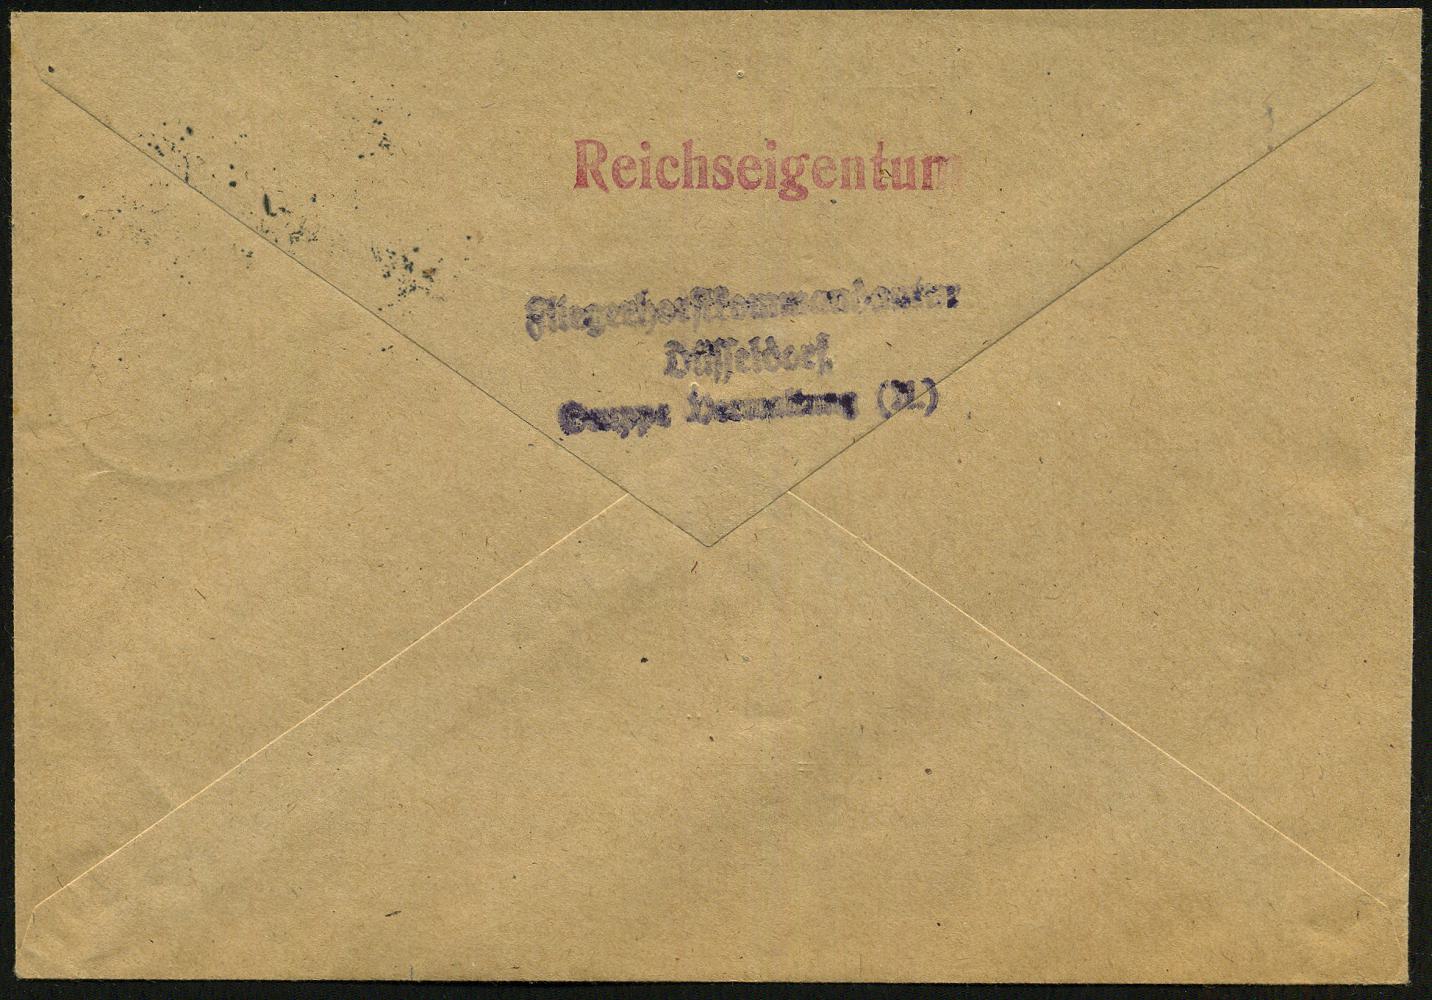 Reichseigentum
Fliegerhorstkommandantur
Düsseldorf
Gruppe Verwaltung (M.)